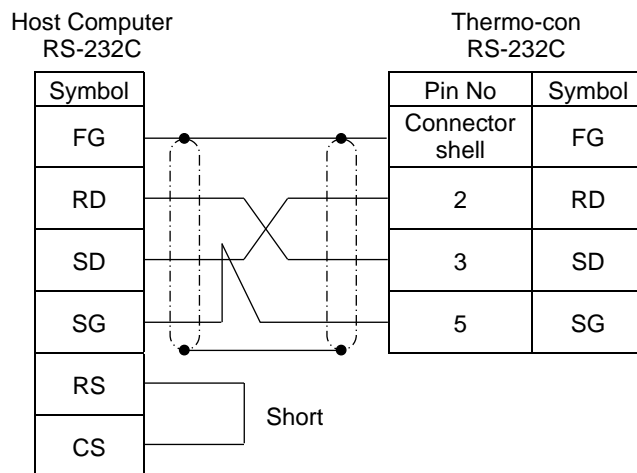 Host Computer
RS-232C
Symbol
FG
RD
SD
SG
RS
CS
Short
Thermo-con
RS-232C
Pin No Symbol
Connector
shell
FG
2 RD
3 SD
5 SG